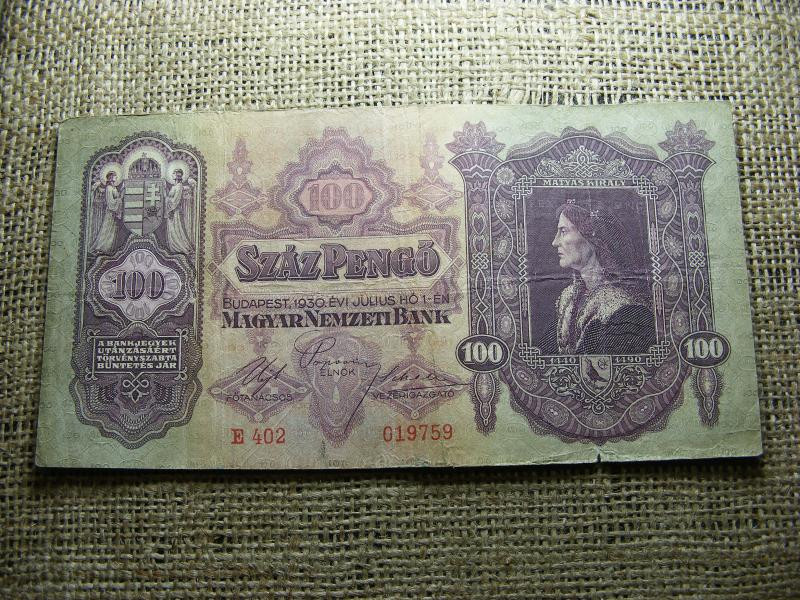 100
A BANKJEGYEK
UTÁNZÁSÁÉRT
TÖRVÉNYSZABTA
BÜNTETÉS JÁR
100
SZÁZ PENGŐ
BUDAPEST, 1930. ÉVI JÚLIUS HÓ 1-ÉN
MAGYAR NEMZETI BANK
ELNÖK
FŐTANÁCSOS
VEZÉRIGAZGATÓ
E 402
019759
MÁTYÁS KIRÁLY
100
100
1440
1490